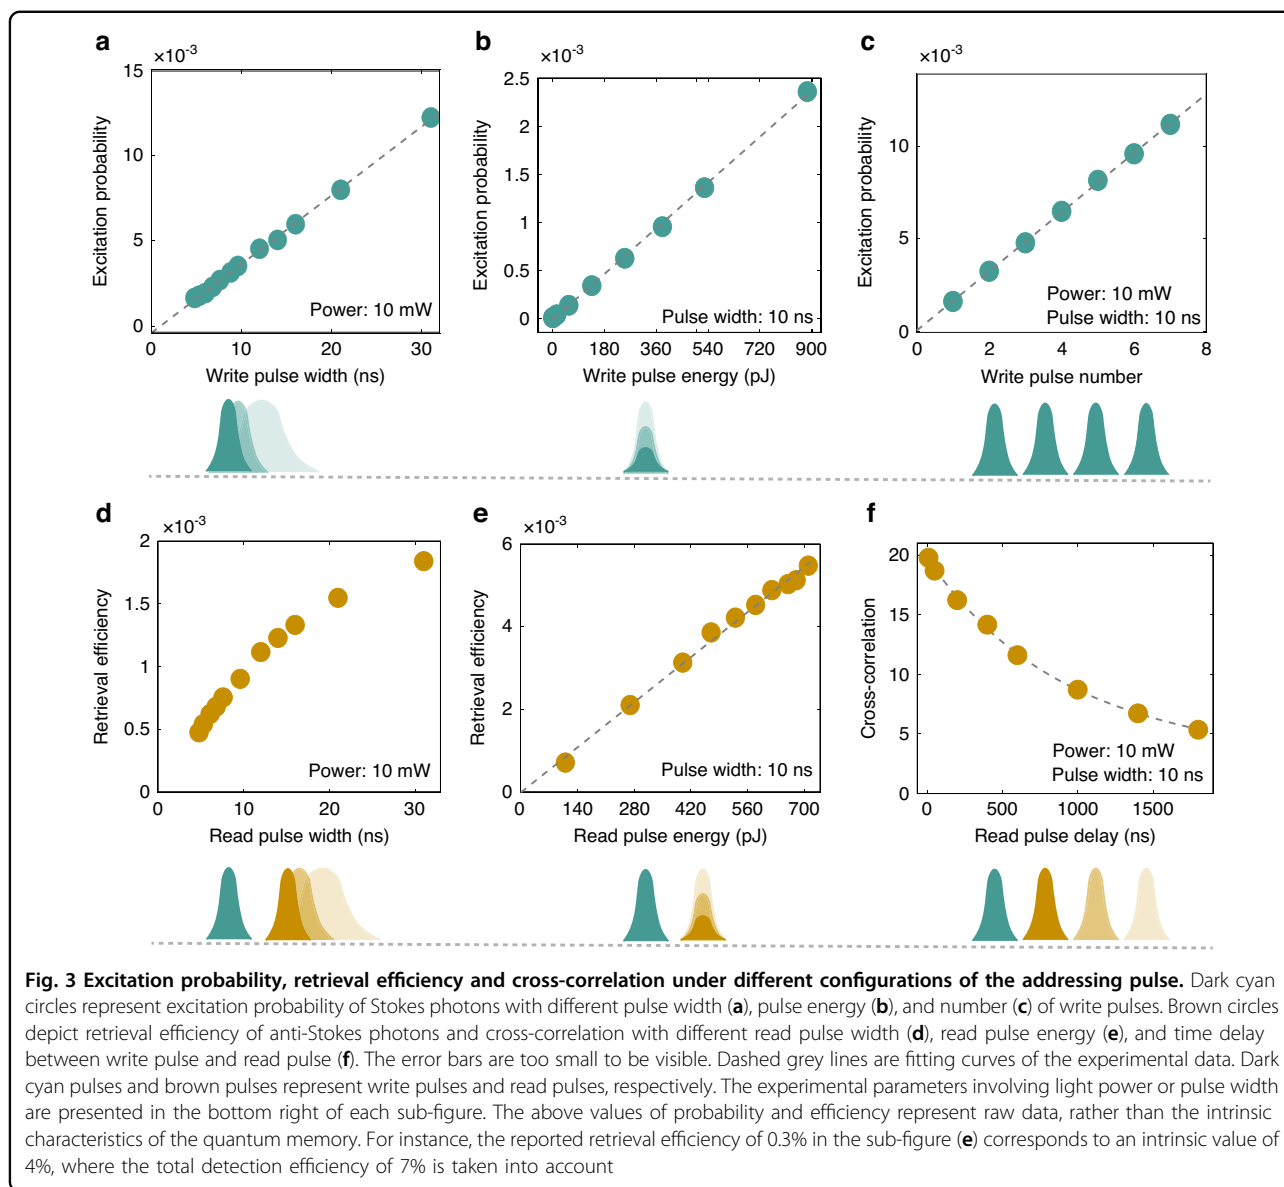 a
×10⁻³
15
10
5
0
Excitation probability
Power: 10 mW
0 10 20 30
Write pulse width (ns)
b
×10⁻³
2.5
2
1.5
1
0.5
0
Excitation probability
Pulse width: 10 ns
0 180 360 540 720 900
Write pulse energy (pJ)
c
×10⁻³
10
5
0
Excitation probability
Power: 10 mW
Pulse width: 10 ns
0 2 4 6 8
Write pulse number
d
×10⁻³
2
1.5
1
0.5
0
Retrieval efficiency
Power: 10 mW
0 10 20 30
Read pulse width (ns)
e
×10⁻³
6
4
2
0
Retrieval efficiency
Pulse width: 10 ns
0 140 280 420 560 700
Read pulse energy (pJ)
f
20
15
10
5
0
Cross-correlation
Power: 10 mW
Pulse width: 10 ns
0 500 1000 1500
Read pulse delay (ns)
Fig. 3 Excitation probability, retrieval efficiency and cross-correlation under different configurations of the addressing pulse. Dark cyan
circles represent excitation probability of Stokes photons with different pulse width (a), pulse energy (b), and number (c) of write pulses. Brown circles
depict retrieval efficiency of anti-Stokes photons and cross-correlation with different read pulse width (d), read pulse energy (e), and time delay
between write pulse and read pulse (f). The error bars are too small to be visible. Dashed grey lines are fitting curves of the experimental data. Dark
cyan pulses and brown pulses represent write pulses and read pulses, respectively. The experimental parameters involving light power or pulse width
are presented in the bottom right of each sub-figure. The above values of probability and efficiency represent raw data, rather than the intrinsic
characteristics of the quantum memory. For instance, the reported retrieval efficiency of 0.3% in the sub-figure (e) corresponds to an intrinsic value of
4%, where the total detection efficiency of 7% is taken into account